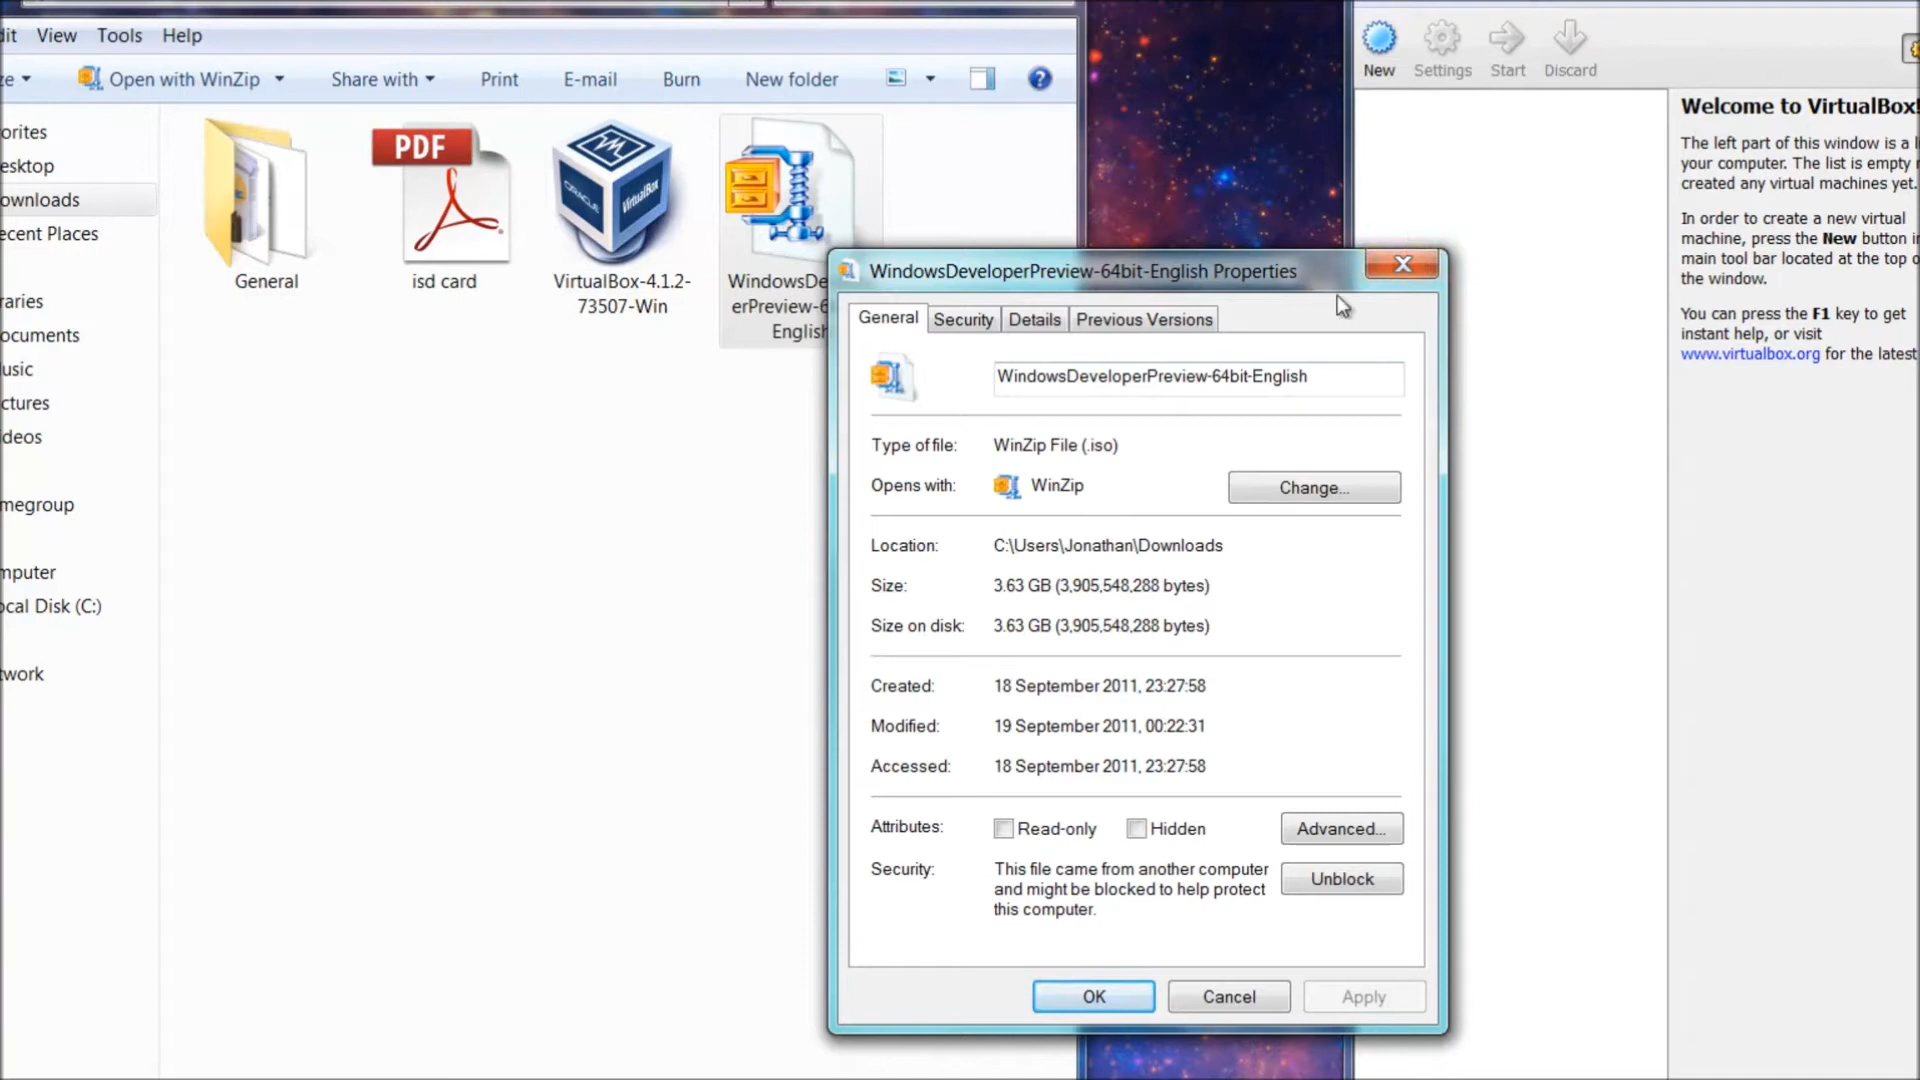 dit View Tools Help
ze Open with WinZip Share with Print E-mail Burn New folder
New Settings Start Discard
orites
esktop
ownloads
ecent Places
raries
ocuments
usic
ctures
ideos
megroup
mputer
ocal Disk (C:)
twork
PDF
General
isd card
ORACLE
VirtualBox
VirtualBox-4.1.2-
73507-Win
WindowsDe
erPreview-6
English
WindowsDeveloperPreview-64bit-English Properties
General Security Details Previous Versions
WindowsDeveloperPreview-64bit-English
Type of file: WinZip File (.iso)
Opens with: WinZip Change...
Location: C:\Users\Jonathan\Downloads
Size: 3.63 GB (3,905,548,288 bytes)
Size on disk: 3.63 GB (3,905,548,288 bytes)
Created: 18 September 2011, 23:27:58
Modified: 19 September 2011, 00:22:31
Accessed: 18 September 2011, 23:27:58
Attributes: Read-only Hidden Advanced...
Security: This file came from another computer
and might be blocked to help protect
this computer.
Unblock
OK Cancel Apply
Welcome to VirtualBox!
The left part of this window is a l
your computer. The list is empty
created any virtual machines yet.
In order to create a new virtual
machine, press the New button i
main tool bar located at the top o
the window.
You can press the F1 key to get
instant help, or visit
www.virtualbox.org for the latest